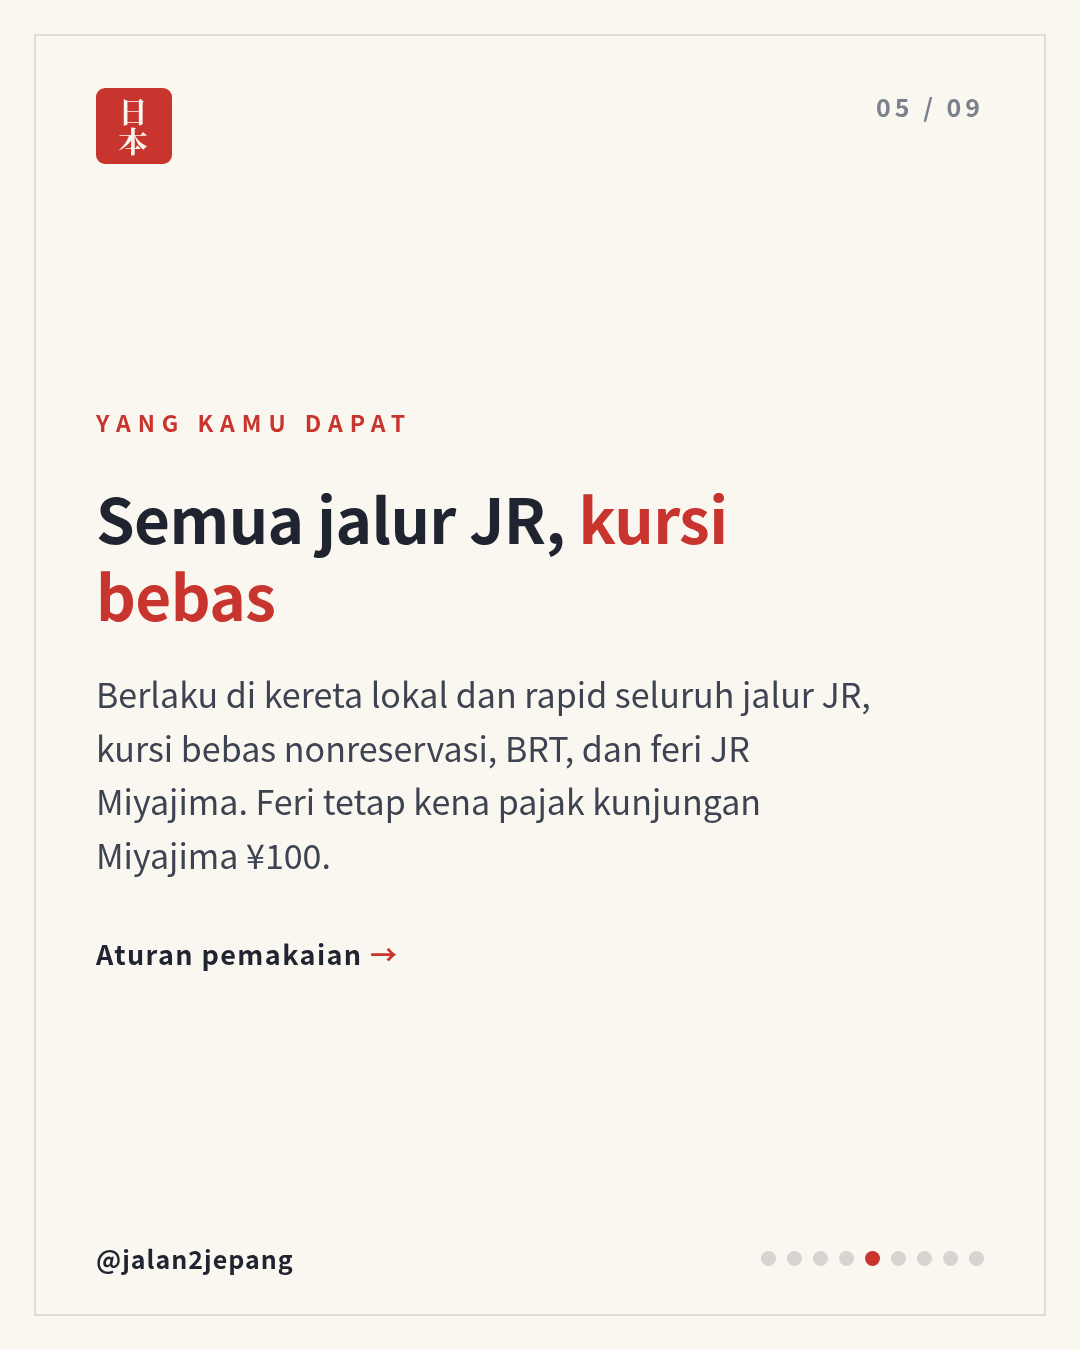 日
本
05 / 09
YANG KAMU DAPAT
Semua jalur JR, kursi
bebas
Berlaku di kereta lokal dan rapid seluruh jalur JR,
kursi bebas nonreservasi, BRT, dan feri JR
Miyajima. Feri tetap kena pajak kunjungan
Miyajima ¥100.
Aturan pemakaian →
@jalan2jepang